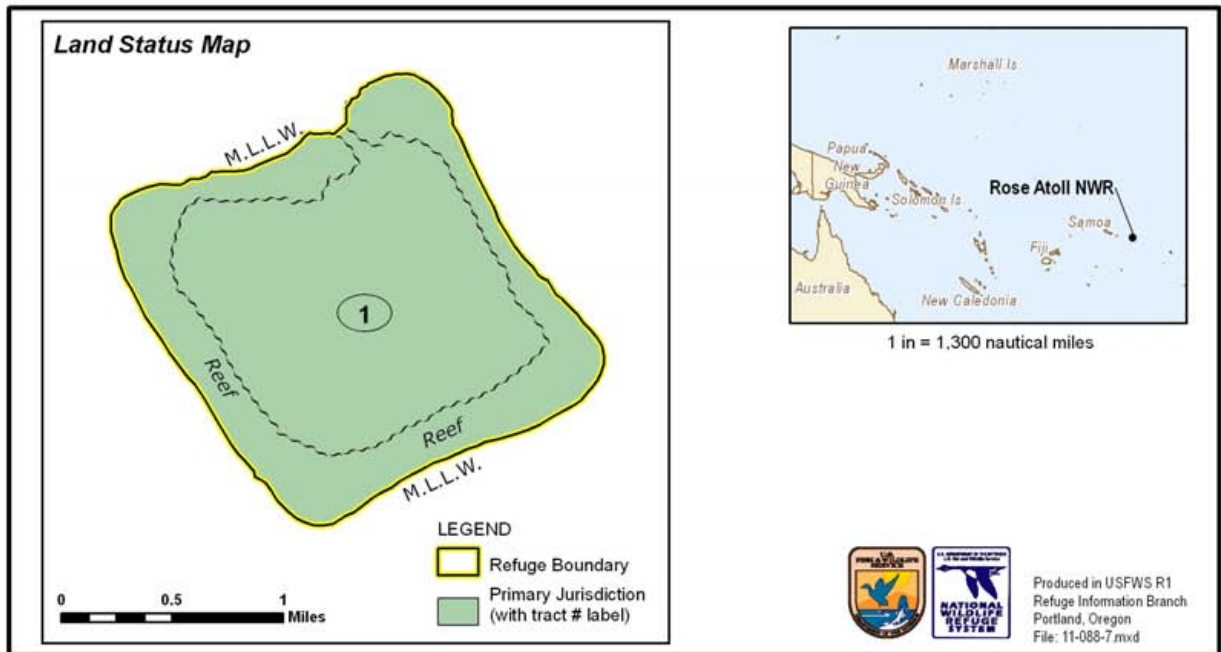 Land Status Map
M.L.L.W.
1
Reef
Reef
M.L.L.W.
LEGEND
Refuge Boundary
Primary Jurisdiction
(with tract # label)
0 0.5 1
Miles
Marshall Is
Papua
New
Guinea
Solomon Is
Rose Atoll NWR
Samoa
Fiji
Australia
New Caledonia
1 in = 1,300 nautical miles
U.S.
FISH & WILDLIFE
SERVICE
NATIONAL
WILDLIFE
REFUGE
SYSTEM
Produced in USFWS R1
Refuge Information Branch
Portland, Oregon
File: 11-088-7.mxd